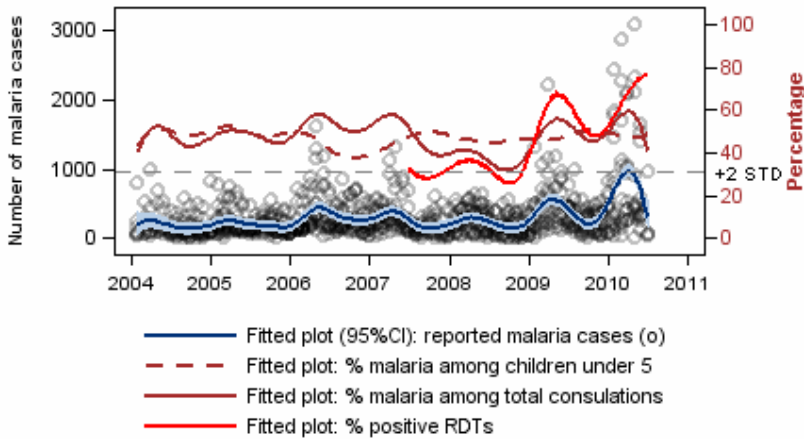 Number of malaria cases
3000
2000
1000
0
100
80
60
40
20
0
+2 STD
Percentage
2004 2005 2006 2007 2008 2009 2010 2011
Fitted plot (95%CI): reported malaria cases (o)
Fitted plot: % malaria among children under 5
Fitted plot: % malaria among total consulations
Fitted plot: % positive RDTs